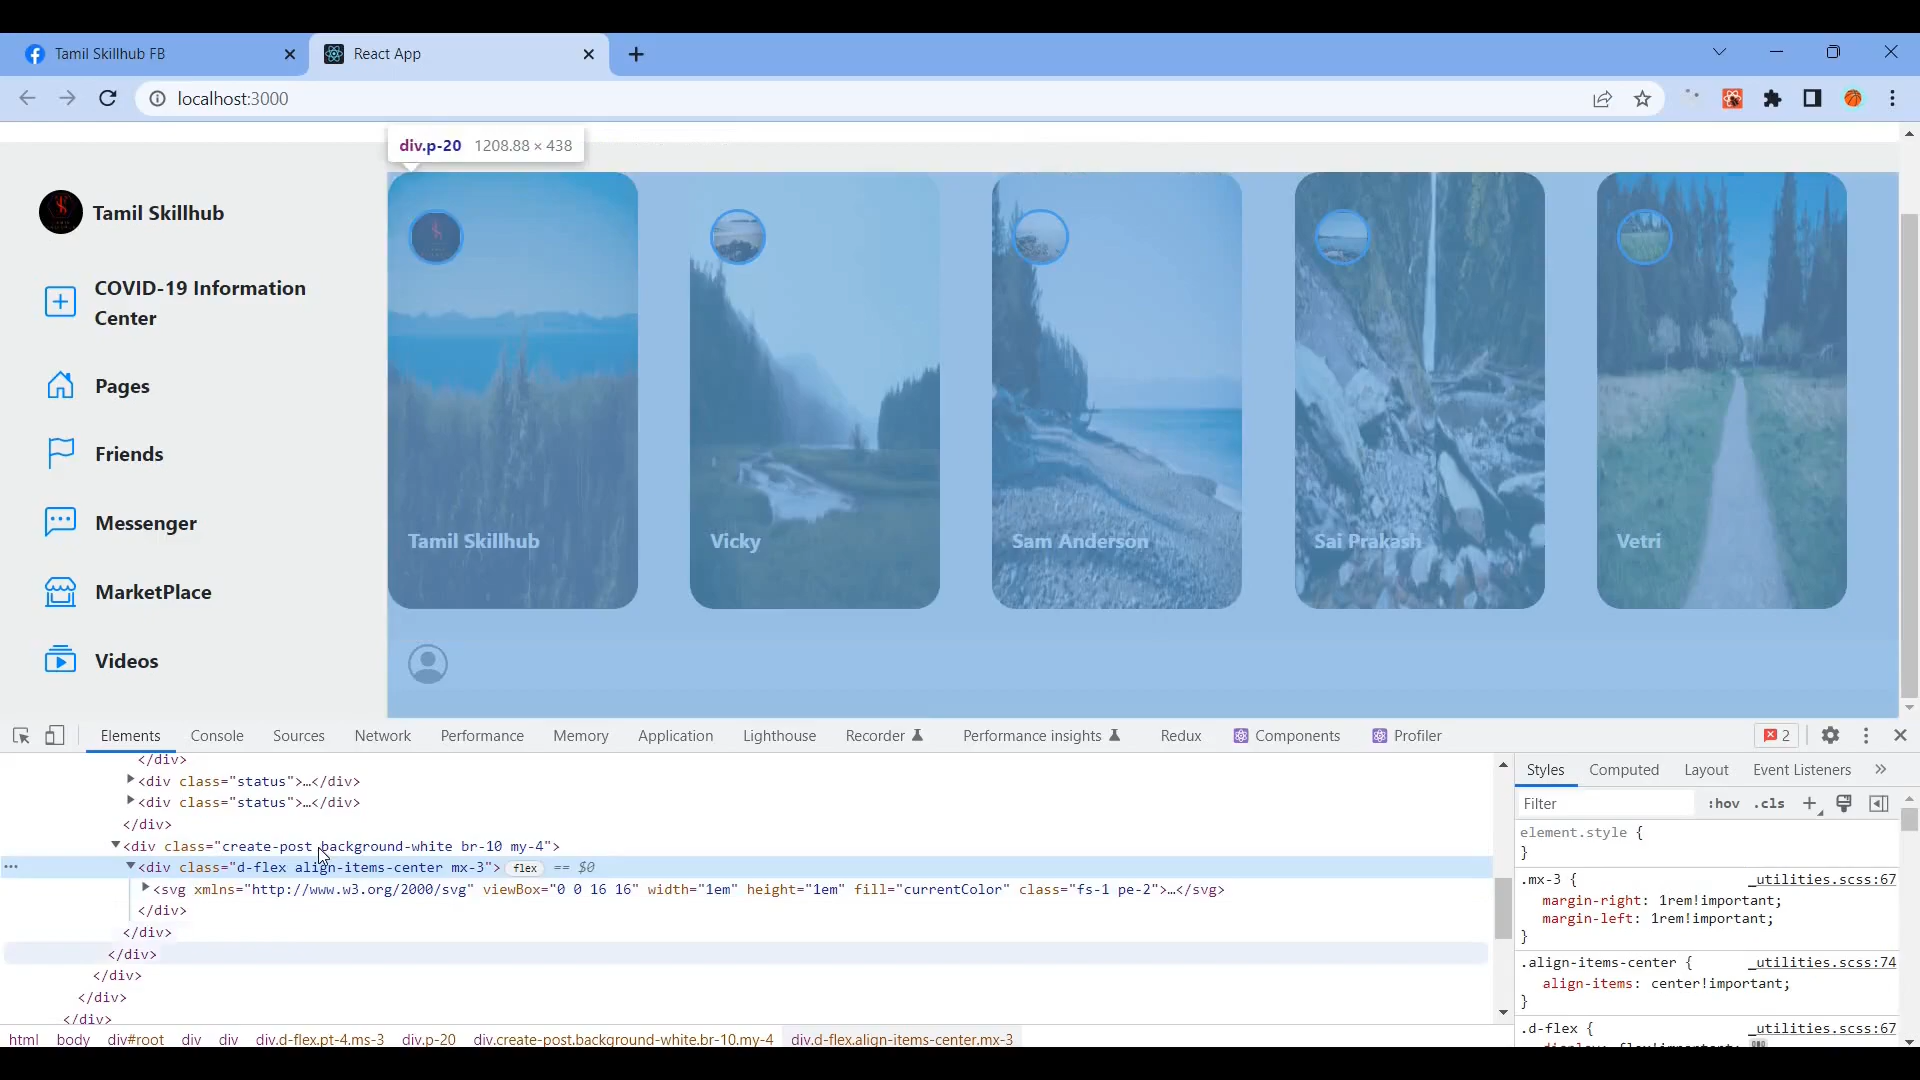 Tamil Skillhub FB
React App
localhost:3000
div.p-20 1208.88 × 438
Tamil Skillhub
COVID-19 Information
Center
Pages
Friends
Messenger
MarketPlace
Videos
Tamil Skillhub
Vicky
Sam Anderson
Sai Prakash
Vetri
Elements Console Sources Network Performance Memory Application Lighthouse Recorder Performance insights Redux Components Profiler 2
</div>
<div class="status">…</div>
<div class="status">…</div>
</div>
<div class="create-post background-white br-10 my-4">
<div class="d-flex align-items-center mx-3"> flex == $0
<svg xmlns="http://www.w3.org/2000/svg" viewBox="0 0 16 16" width="1em" height="1em" fill="currentColor" class="fs-1 pe-2">…</svg>
</div>
</div>
</div>
</div>
</div>
</div>
html body div#root div div div.d-flex.pt-4.ms-3 div.p-20 div.create-post.background-white.br-10.my-4 div.d-flex.align-items-center.mx-3
Styles Computed Layout Event Listeners »
Filter :hov .cls
element.style {
}
.mx-3 { _utilities.scss:67
margin-right: 1rem!important;
margin-left: 1rem!important;
}
.align-items-center { _utilities.scss:74
align-items: center!important;
}
.d-flex { _utilities.scss:67
display: flex!important;